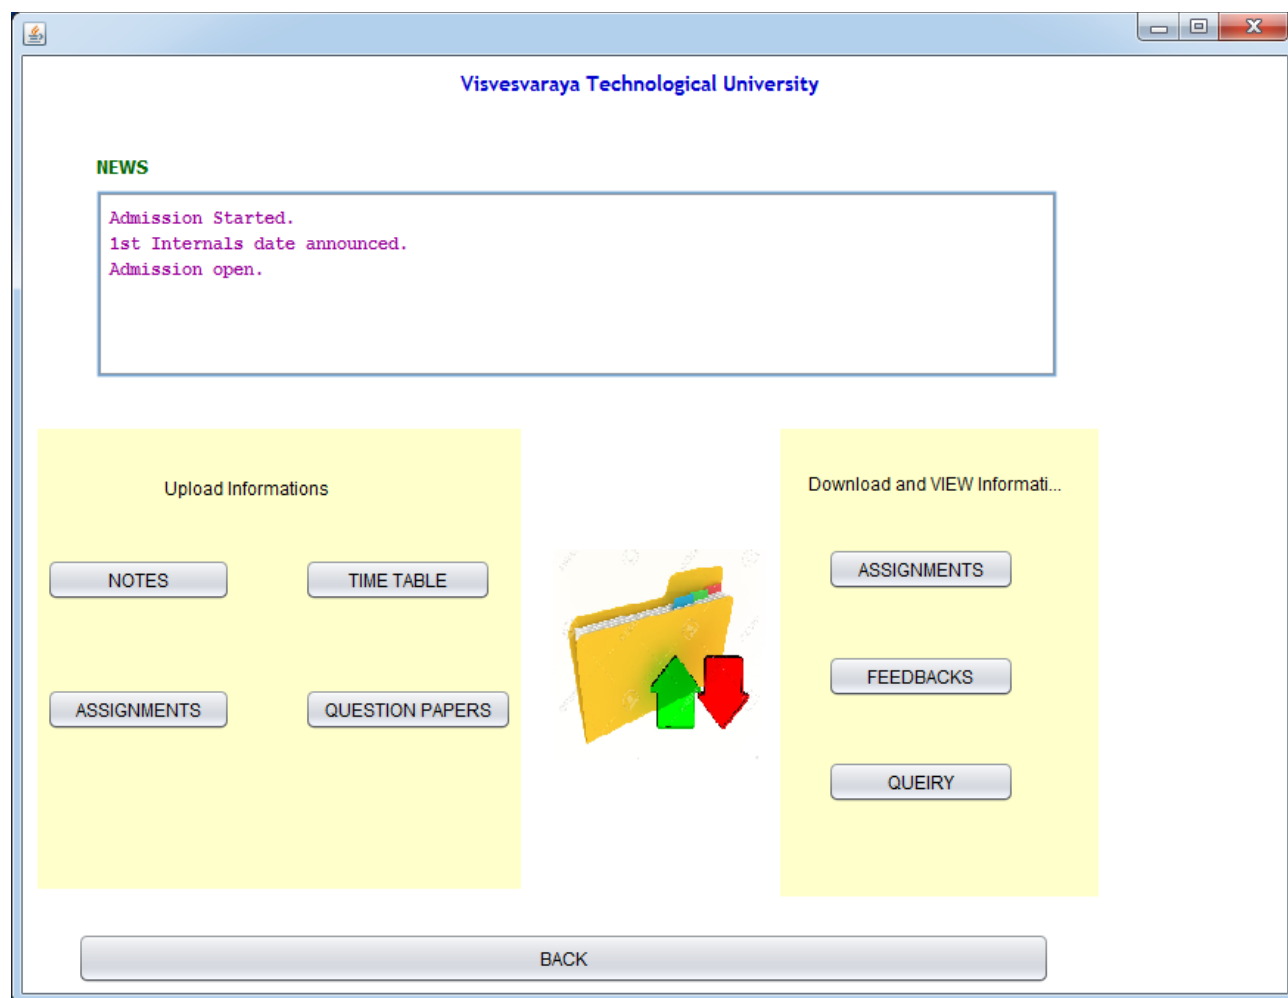 Visvesvaraya Technological University
NEWS
Admission Started.
1st Internals date announced.
Admission open.
Upload Informations
NOTES
TIME TABLE
ASSIGNMENTS
QUESTION PAPERS
Download and VIEW Informati...
ASSIGNMENTS
FEEDBACKS
QUEIRY
BACK